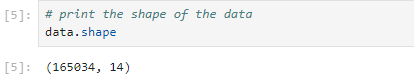 [5]: # print the shape of the data
data.shape
[5]: (165034, 14)